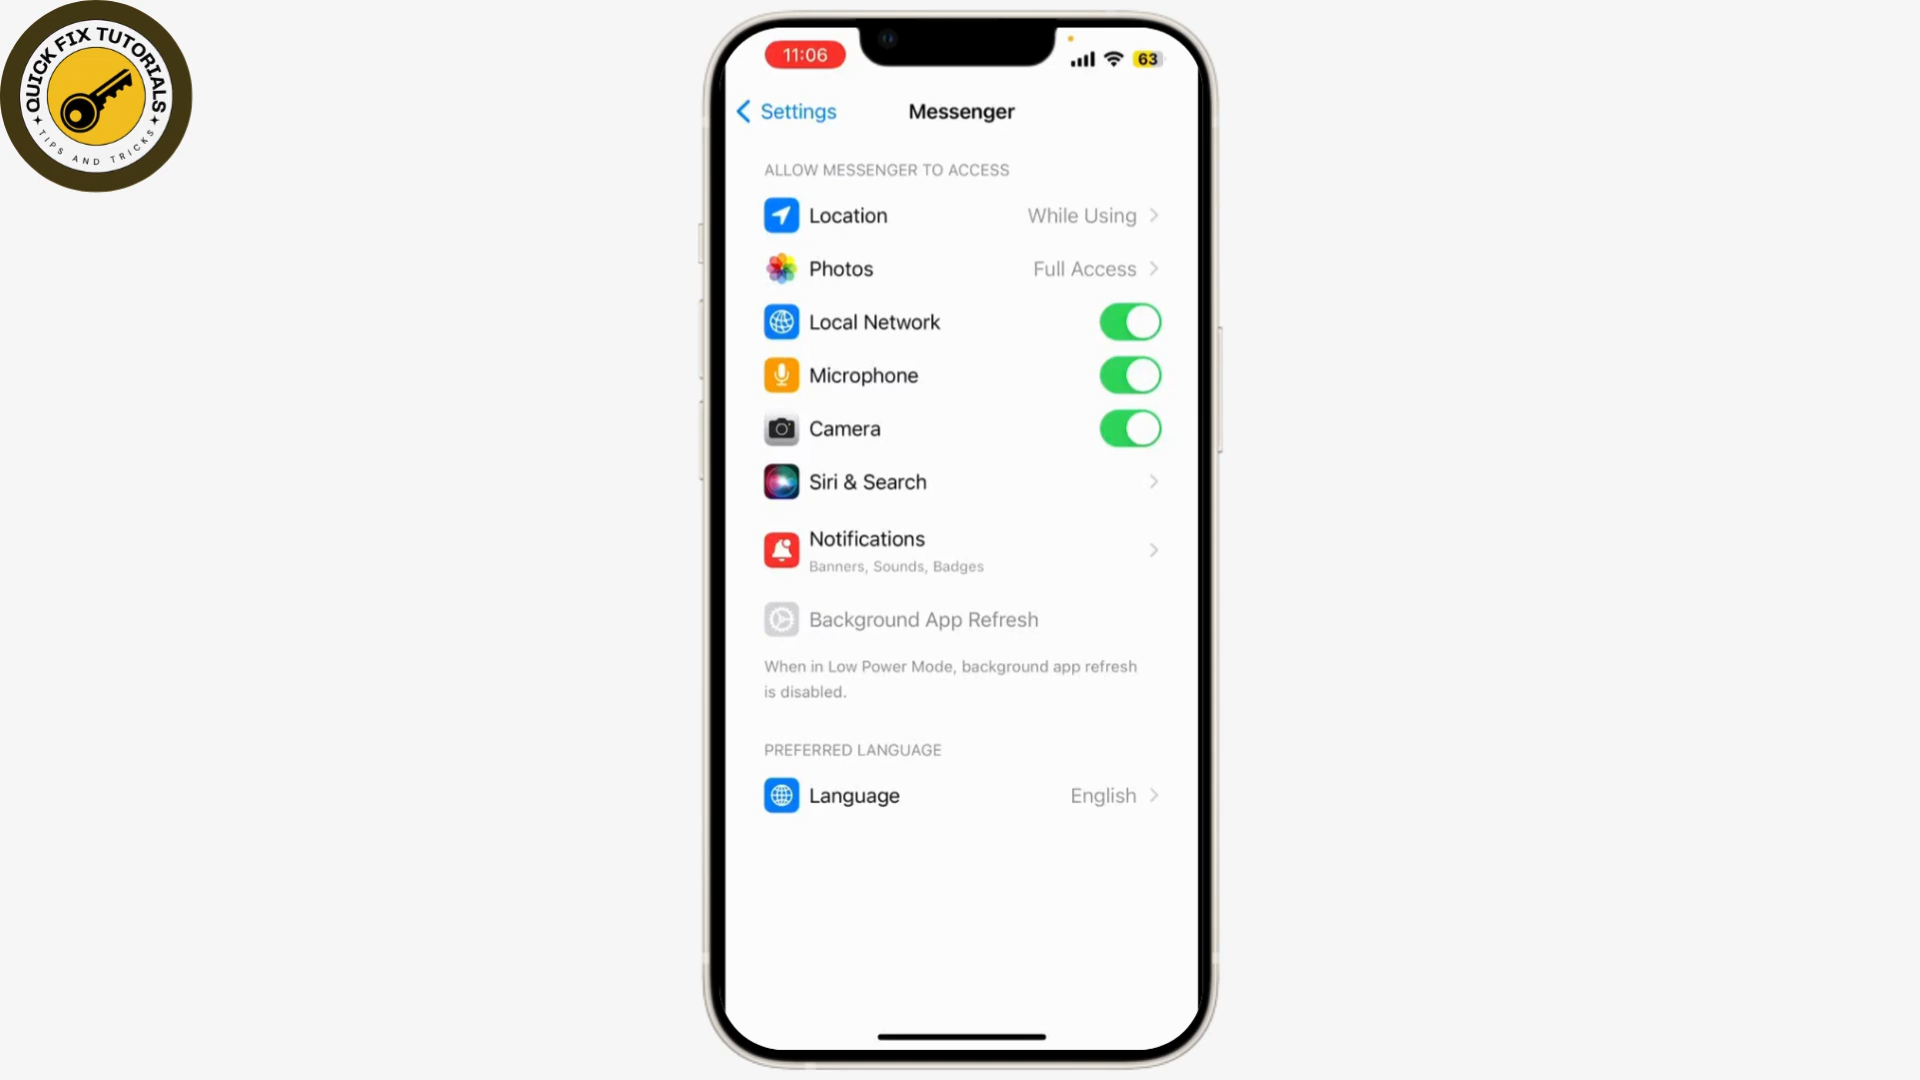 QUICK FIX TUTORIALS
TIPS AND TRICKS
11:06
63
Settings
Messenger
ALLOW MESSENGER TO ACCESS
Location
While Using
Photos
Full Access
Local Network
Microphone
Camera
Siri & Search
Notifications
Banners, Sounds, Badges
Background App Refresh
When in Low Power Mode, background app refresh
is disabled.
PREFERRED LANGUAGE
Language
English